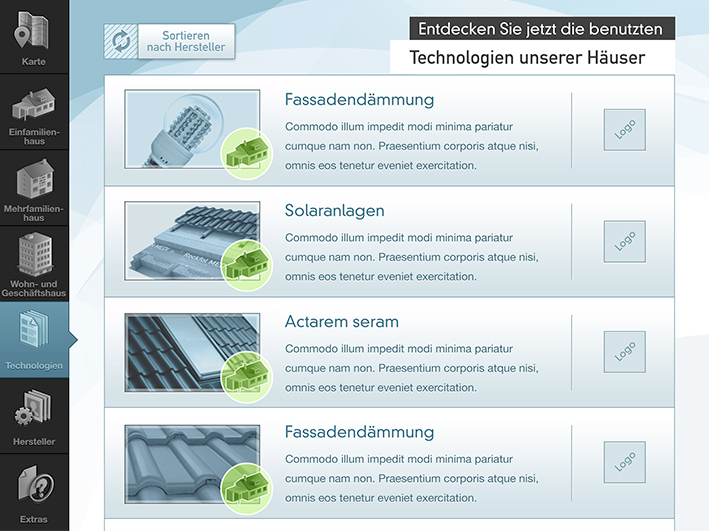 Karte
Einfamilien-
haus
Mehrfamilien-
haus
Wohn- und
Geschäftshaus
Technologien
Hersteller
Extras
Sortieren
nach Hersteller
Entdecken Sie jetzt die benutzten
Technologien unserer Häuser
Fassadendämmung
Commodo illum impedit modi minima pariatur
cumque nam non. Praesentium corporis atque nisi,
omnis eos tenetur eveniet exercitation.
Logo
Solaranlagen
Commodo illum impedit modi minima pariatur
cumque nam non. Praesentium corporis atque nisi,
omnis eos tenetur eveniet exercitation.
Logo
Actarem seram
Commodo illum impedit modi minima pariatur
cumque nam non. Praesentium corporis atque nisi,
omnis eos tenetur eveniet exercitation.
Logo
Fassadendämmung
Commodo illum impedit modi minima pariatur
cumque nam non. Praesentium corporis atque nisi,
omnis eos tenetur eveniet exercitation.
Logo